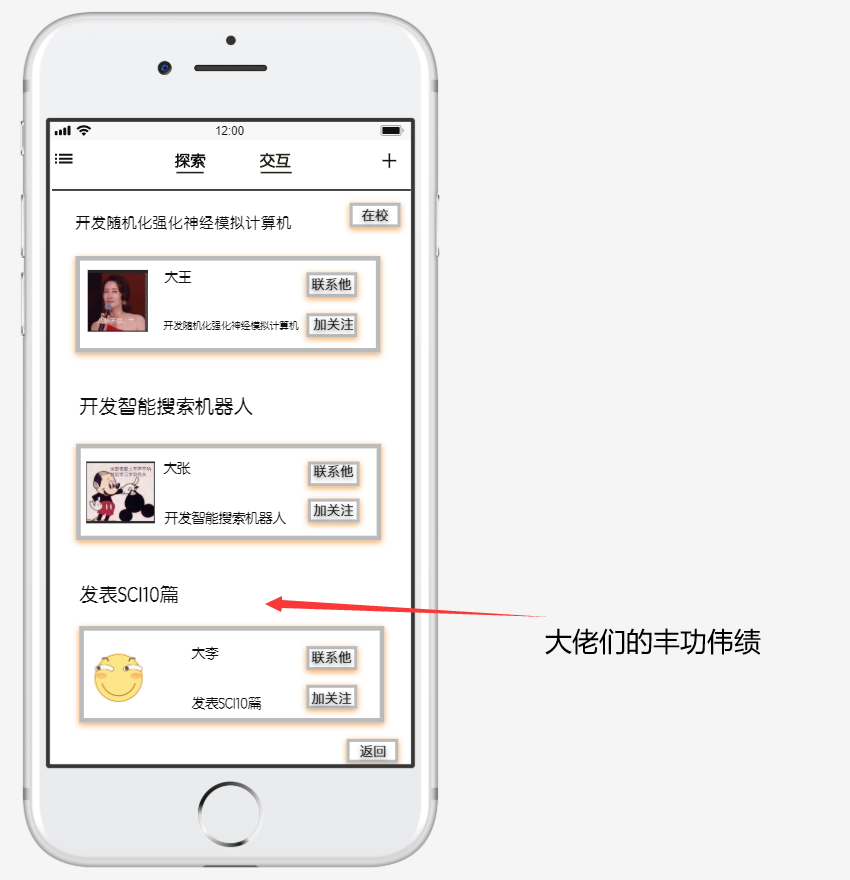 12:00
探索 交互 +
在校
开发随机化强化神经模拟计算机
大王
联系他
开发随机化强化神经模拟计算机
加关注
开发智能搜索机器人
大张
联系他
开发智能搜索机器人
加关注
发表SCI10篇
大佬们的丰功伟绩
大李
联系他
发表SCI10篇
加关注
返回